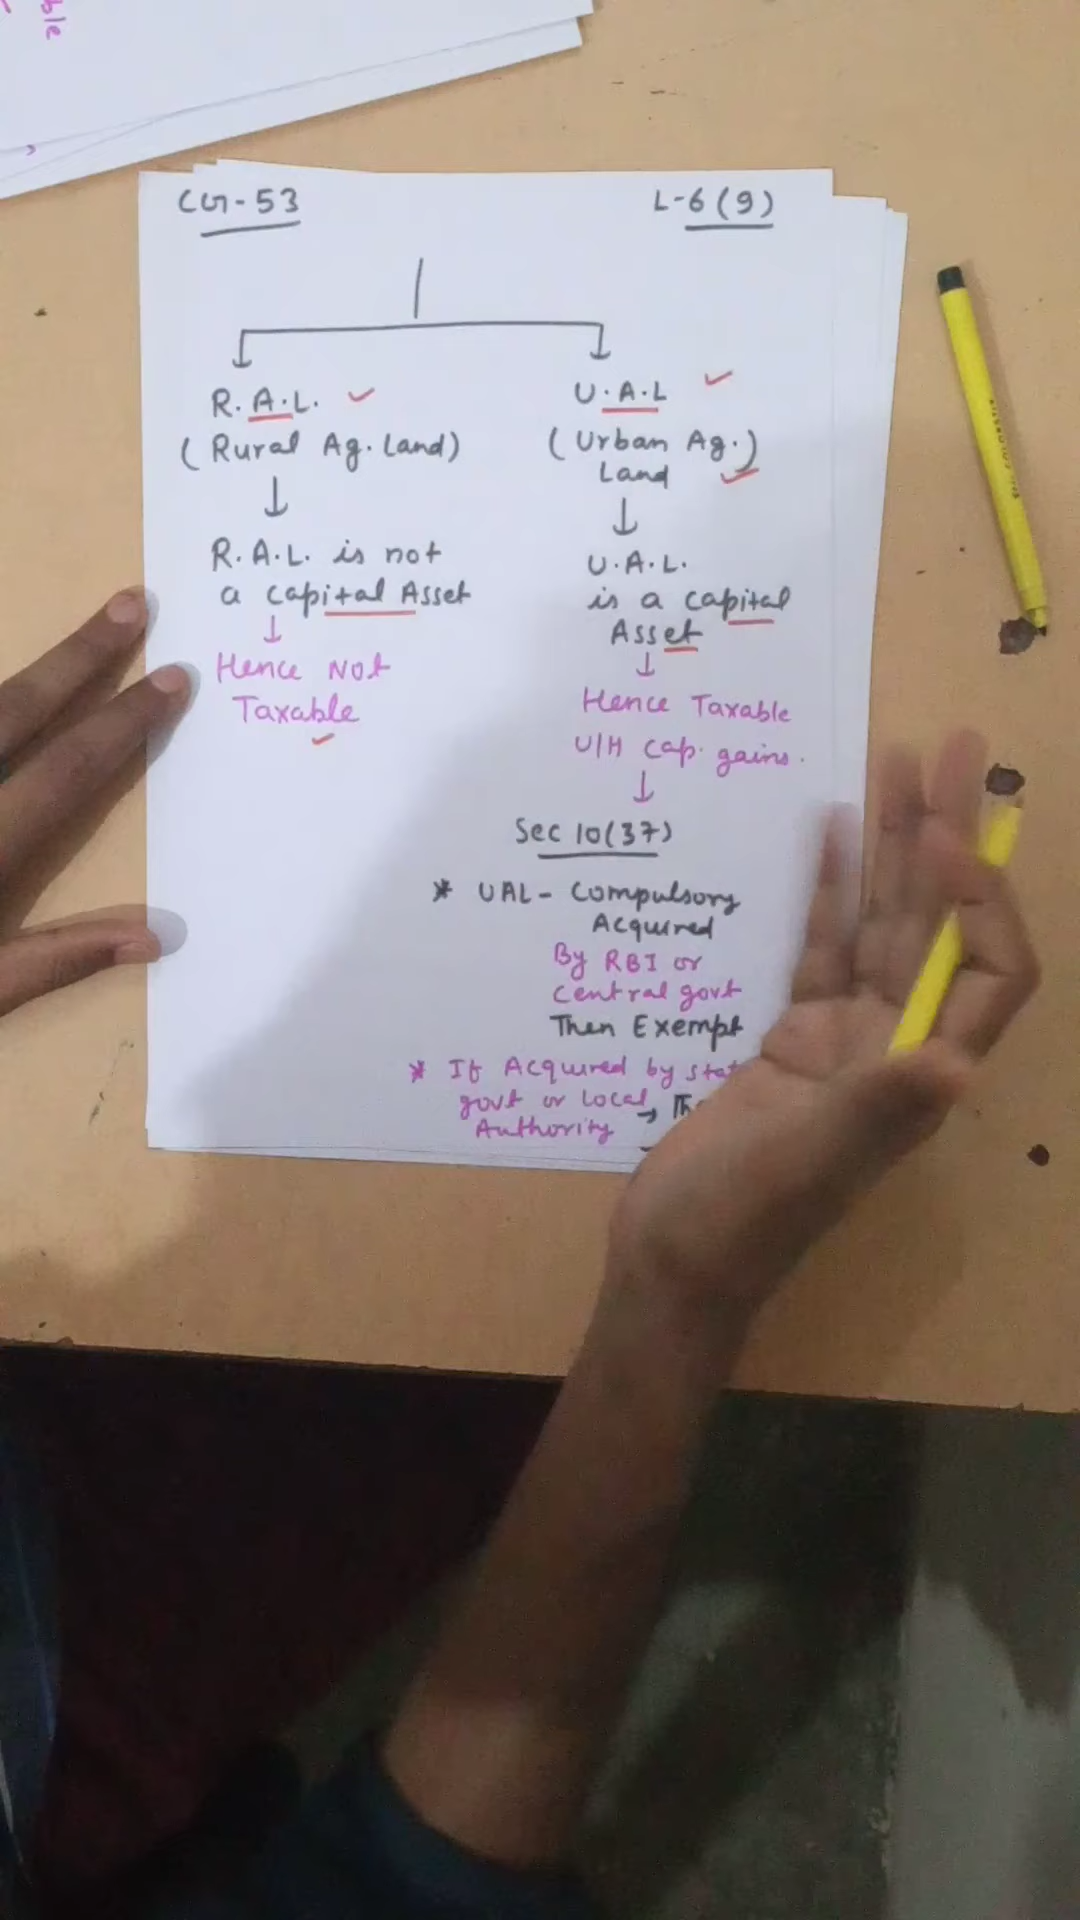 CG-53
L-6(9)
R.A.L.
(Rural Ag. Land)
R.A.L. is not
a capital Asset
Hence Not
Taxable
U.A.L
(Urban Ag.)
Land
U.A.L.
is a capital
Asset
Hence Taxable
U/H cap. gains.
Sec 10(37)
* UAL - Compulsory
Acquired
By RBI or
Central govt
Then Exempt
* If Acquired by
govt or Local
Authority